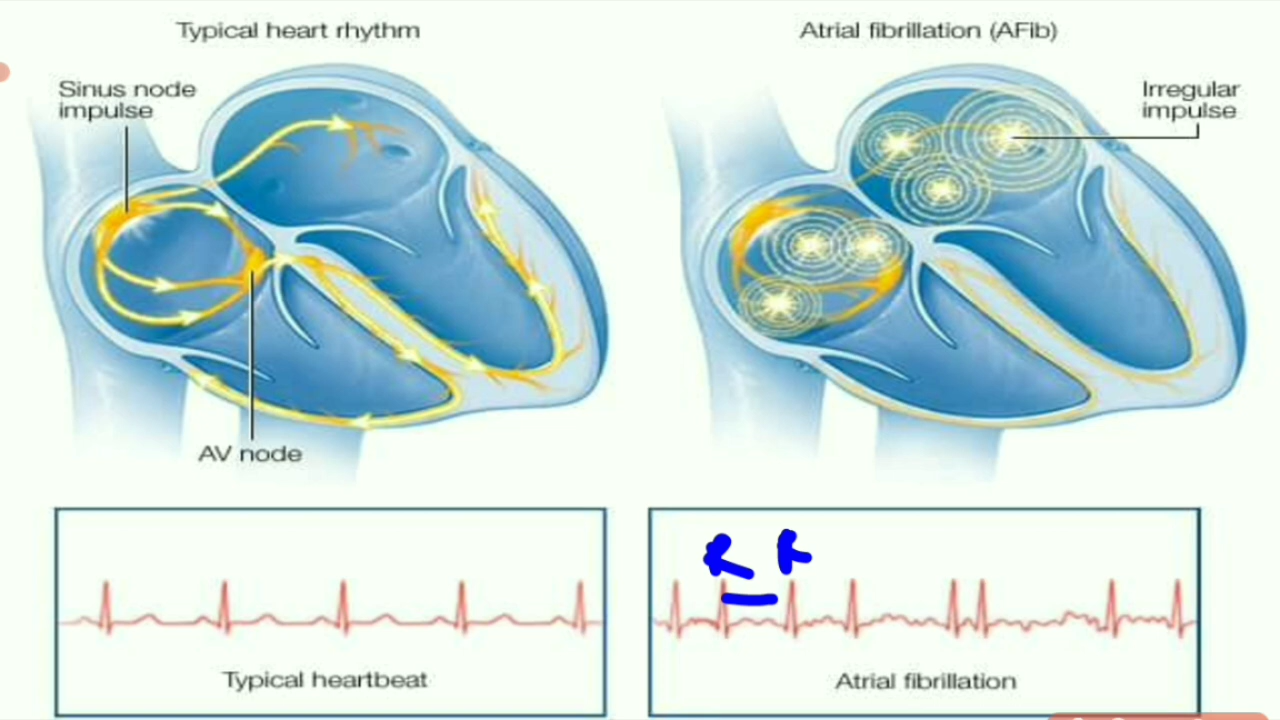 Typical heart rhythm
Atrial fibrillation (AFib)
Sinus node
impulse
Irregular
impulse
AV node
R R
Typical heartbeat
Atrial fibrillation